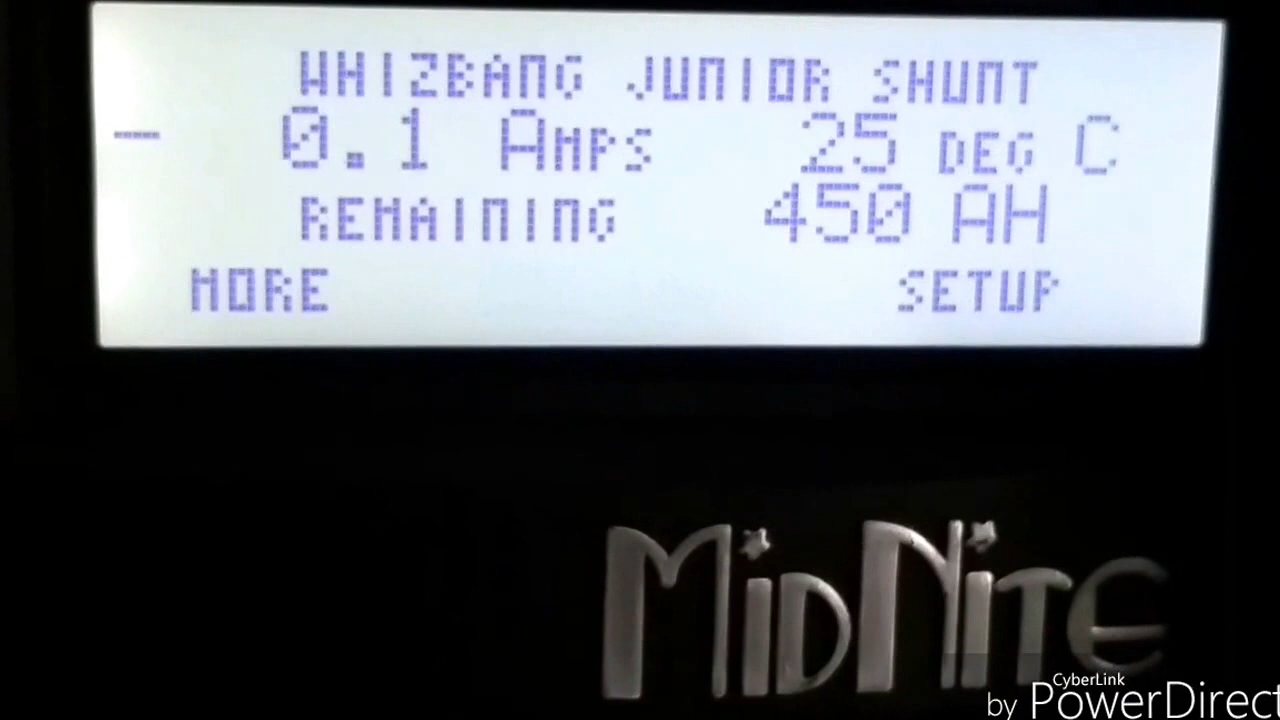 WHIZBANG JUNIOR SHUNT
- 0.1 AMPS 25 DEG C
REMAINING 450 AH
MORE SETUP
MIDNITE
CyberLink
by PowerDirect